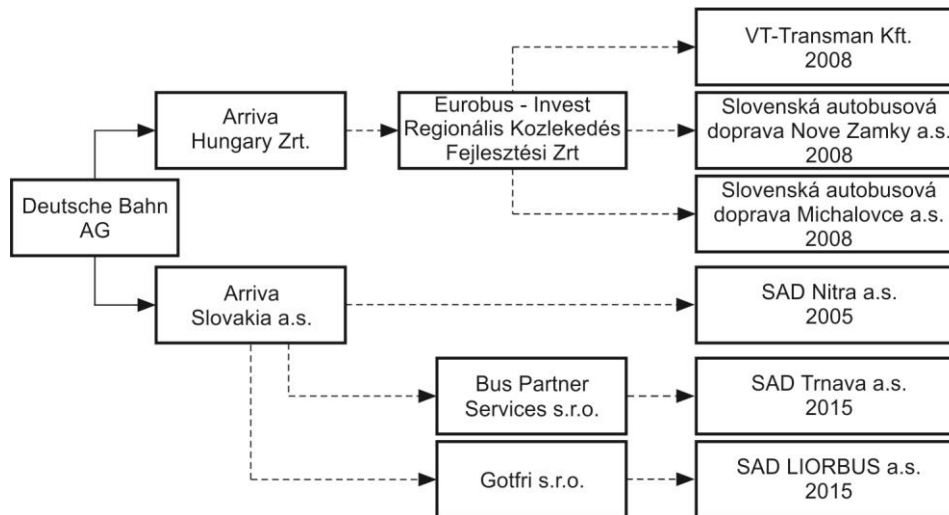 VT-Transman Kft.
2008
Arriva
Hungary Zrt.
Eurobus - Invest
Regionális Kozlekedés
Fejlesztési Zrt
Slovenská autobusová
doprava Nove Zamky a.s.
2008
Deutsche Bahn
AG
Slovenská autobusová
doprava Michalovce a.s.
2008
Arriva
Slovakia a.s.
SAD Nitra a.s.
2005
Bus Partner
Services s.r.o.
SAD Trnava a.s.
2015
Gotfri s.r.o.
SAD LIORBUS a.s.
2015